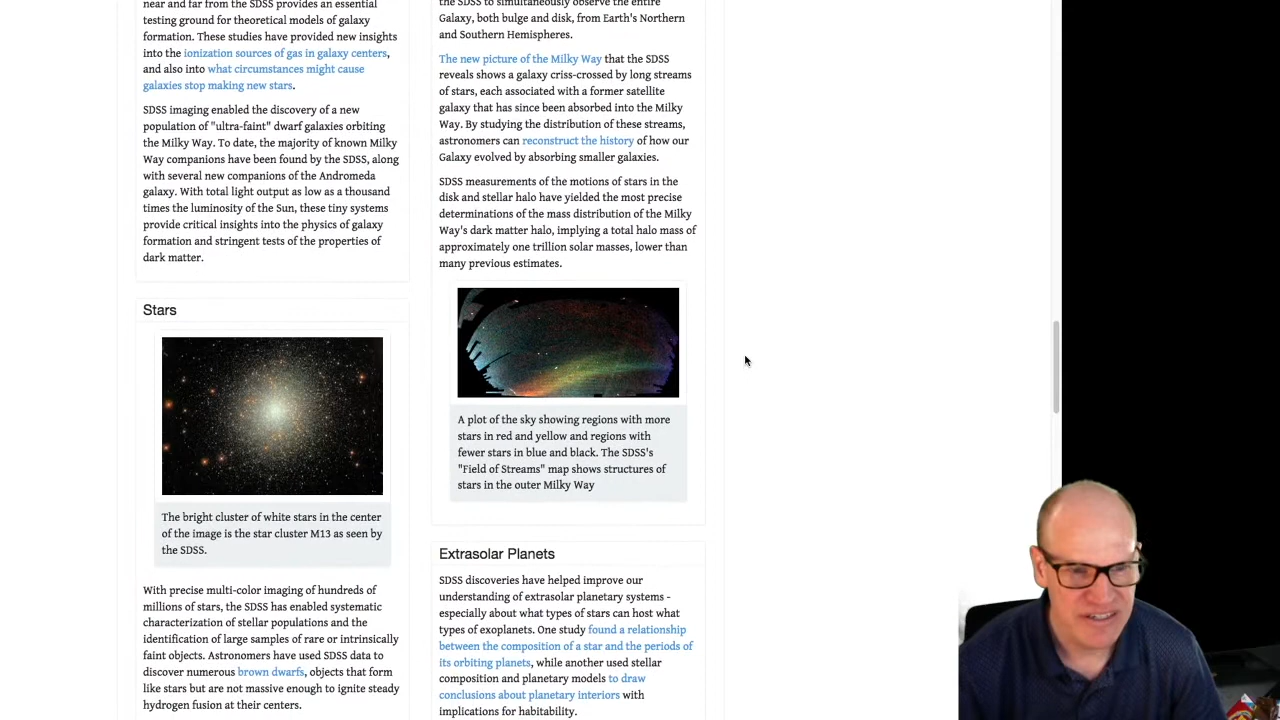 near and far from the SDSS provides an essential
testing ground for theoretical models of galaxy
formation. These studies have provided new insights
into the ionization sources of gas in galaxy centers,
and also into what circumstances might cause
galaxies stop making new stars.
SDSS imaging enabled the discovery of a new
population of "ultra-faint" dwarf galaxies orbiting
the Milky Way. To date, the majority of known Milky
Way companions have been found by the SDSS, along
with several new companions of the Andromeda
galaxy. With total light output as low as a thousand
times the luminosity of the Sun, these tiny systems
provide critical insights into the physics of galaxy
formation and stringent tests of the properties of
dark matter.
Stars
The bright cluster of white stars in the center
of the image is the star cluster M13 as seen by
the SDSS.
With precise multi-color imaging of hundreds of
millions of stars, the SDSS has enabled systematic
characterization of stellar populations and the
identification of large samples of rare or intrinsically
faint objects. Astronomers have used SDSS data to
discover numerous brown dwarfs, objects that form
like stars but are not massive enough to ignite steady
hydrogen fusion at their centers.
the SDSS to simultaneously observe the entire
Galaxy, both bulge and disk, from Earth's Northern
and Southern Hemispheres.
The new picture of the Milky Way that the SDSS
reveals shows a galaxy criss-crossed by long streams
of stars, each associated with a former satellite
galaxy that has since been absorbed into the Milky
Way. By studying the distribution of these streams,
astronomers can reconstruct the history of how our
Galaxy evolved by absorbing smaller galaxies.
SDSS measurements of the motions of stars in the
disk and stellar halo have yielded the most precise
determinations of the mass distribution of the Milky
Way's dark matter halo, implying a total halo mass of
approximately one trillion solar masses, lower than
many previous estimates.
A plot of the sky showing regions with more
stars in red and yellow and regions with
fewer stars in blue and black. The SDSS's
"Field of Streams" map shows structures of
stars in the outer Milky Way
Extrasolar Planets
SDSS discoveries have helped improve our
understanding of extrasolar planetary systems -
especially about what types of stars can host what
types of exoplanets. One study found a relationship
between the composition of a star and the periods of
its orbiting planets, while another used stellar
composition and planetary models to draw
conclusions about planetary interiors with
implications for habitability.